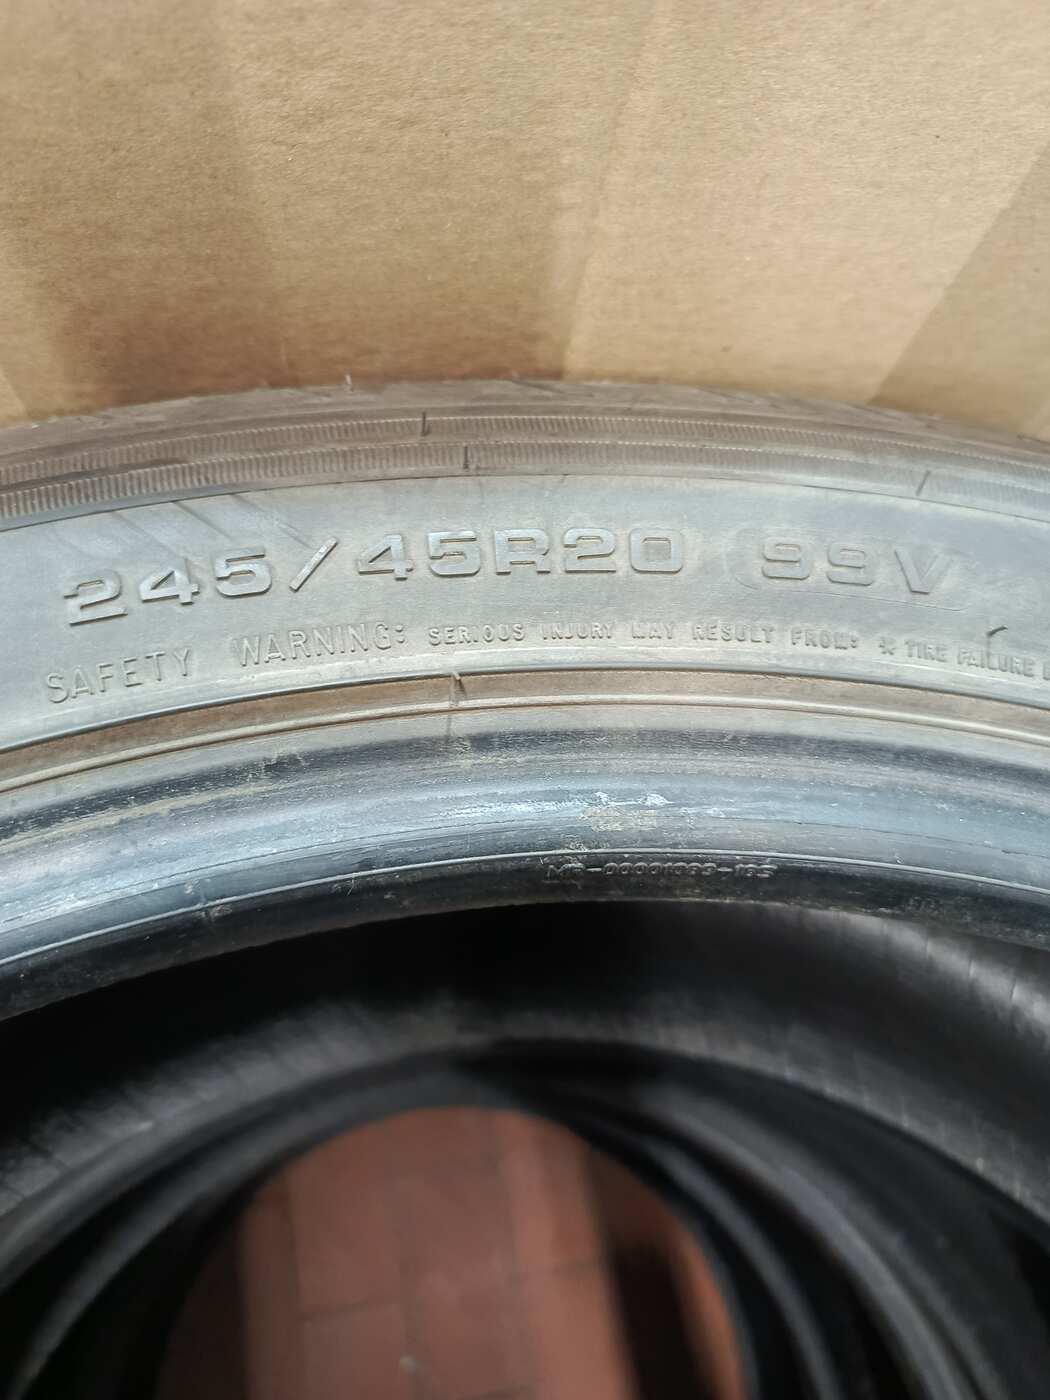 245/45R20 99V
SAFETY WARNING: SERIOUS INJURY MAY RESULT FROM: * TIRE FAILURE